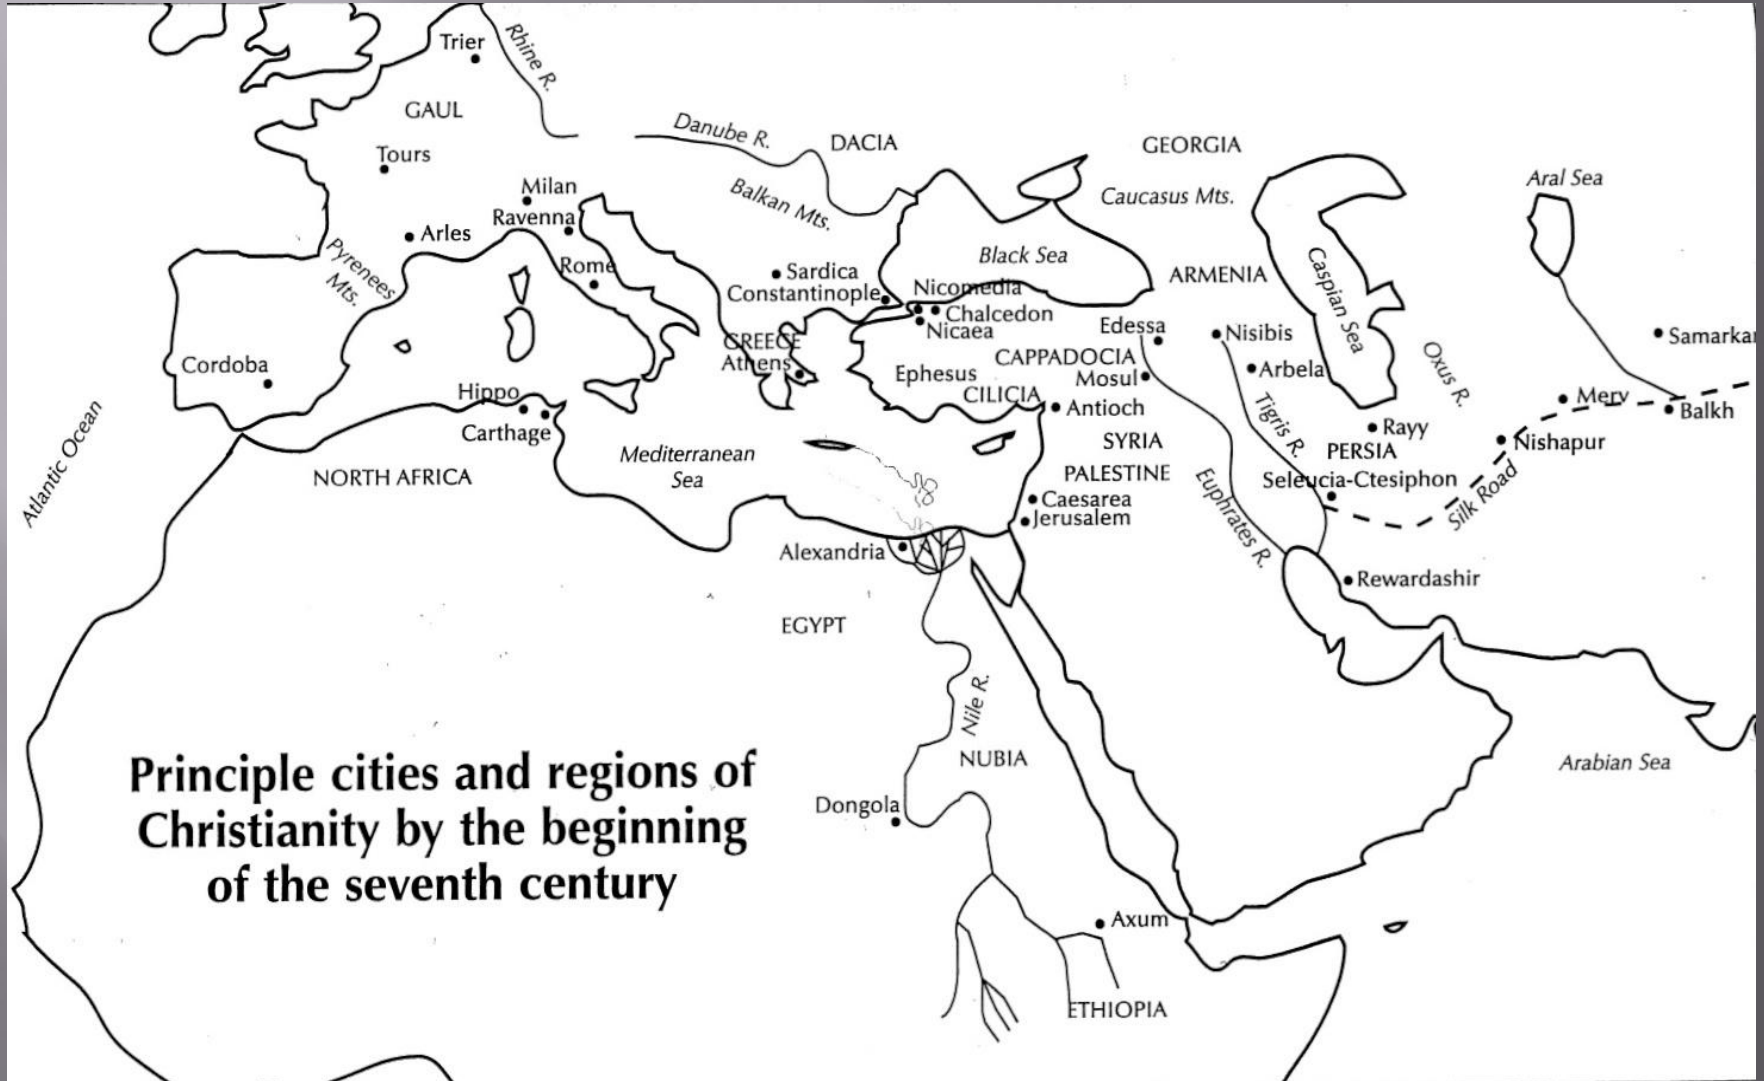 Trier
Rhine R.
GAUL
Tours
Danube R.
DACIA
GEORGIA
Balkan Mts.
Caucasus Mts.
Aral Sea
Milan
Ravenna
Arles
Pyrenees
Mts.
Rome
Sardica
Constantinople
Black Sea
Nicomedia
Chalcedon
Nicaea
ARMENIA
Caspian Sea
Edessa
Nisibis
Samarka
GREECE
Athens
CAPPADOCIA
Ephesus
Mosul
Arbela
Oxus R.
Cordoba
Hippo
CILICIA
Antioch
Tigris R.
Merv
Balkh
Carthage
Rayy
Nishapur
Atlantic Ocean
NORTH AFRICA
Mediterranean
Sea
SYRIA
PERSIA
PALESTINE
Euphrates R.
Seleucia-Ctesiphon
Silk Road
Caesarea
Jerusalem
Alexandria
Rewardashir
EGYPT
Nile R.
NUBIA
Arabian Sea
Dongola
Principle cities and regions of
Christianity by the beginning
of the seventh century
Axum
ETHIOPIA